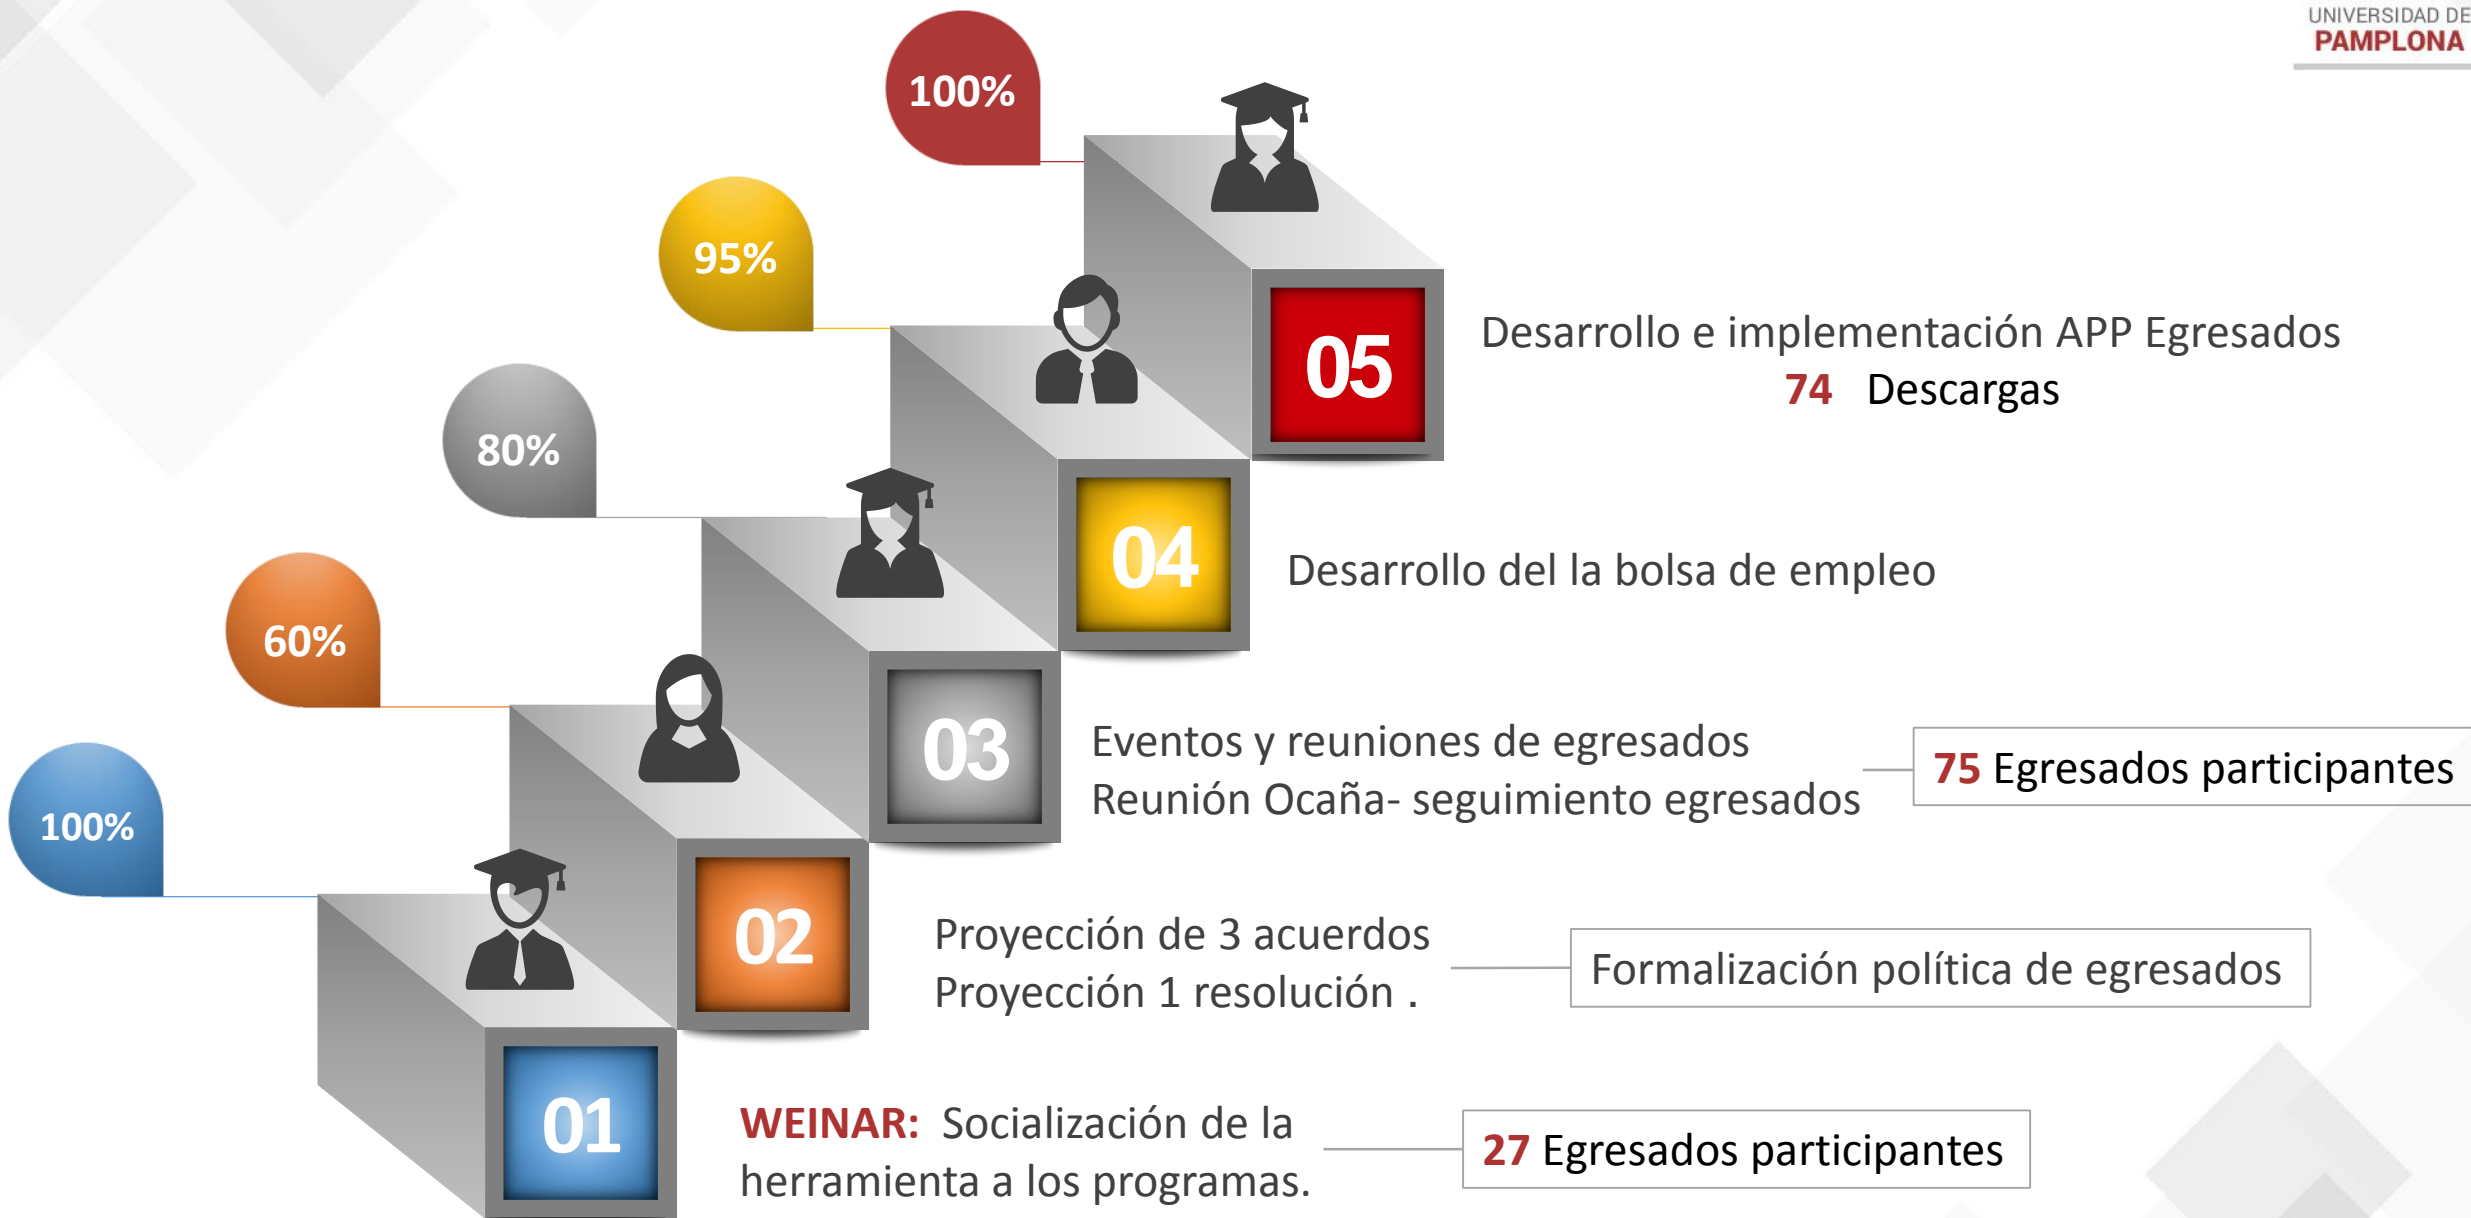 UNIVERSIDAD DE
PAMPLONA
100%
95%
80%
60%
100%
05
Desarrollo e implementación APP Egresados
74 Descargas
04
Desarrollo del la bolsa de empleo
03
Eventos y reuniones de egresados
Reunión Ocaña- seguimiento egresados
75 Egresados participantes
02
Proyección de 3 acuerdos
Proyección 1 resolución .
Formalización política de egresados
01
WEINAR: Socialización de la
herramienta a los programas.
27 Egresados participantes